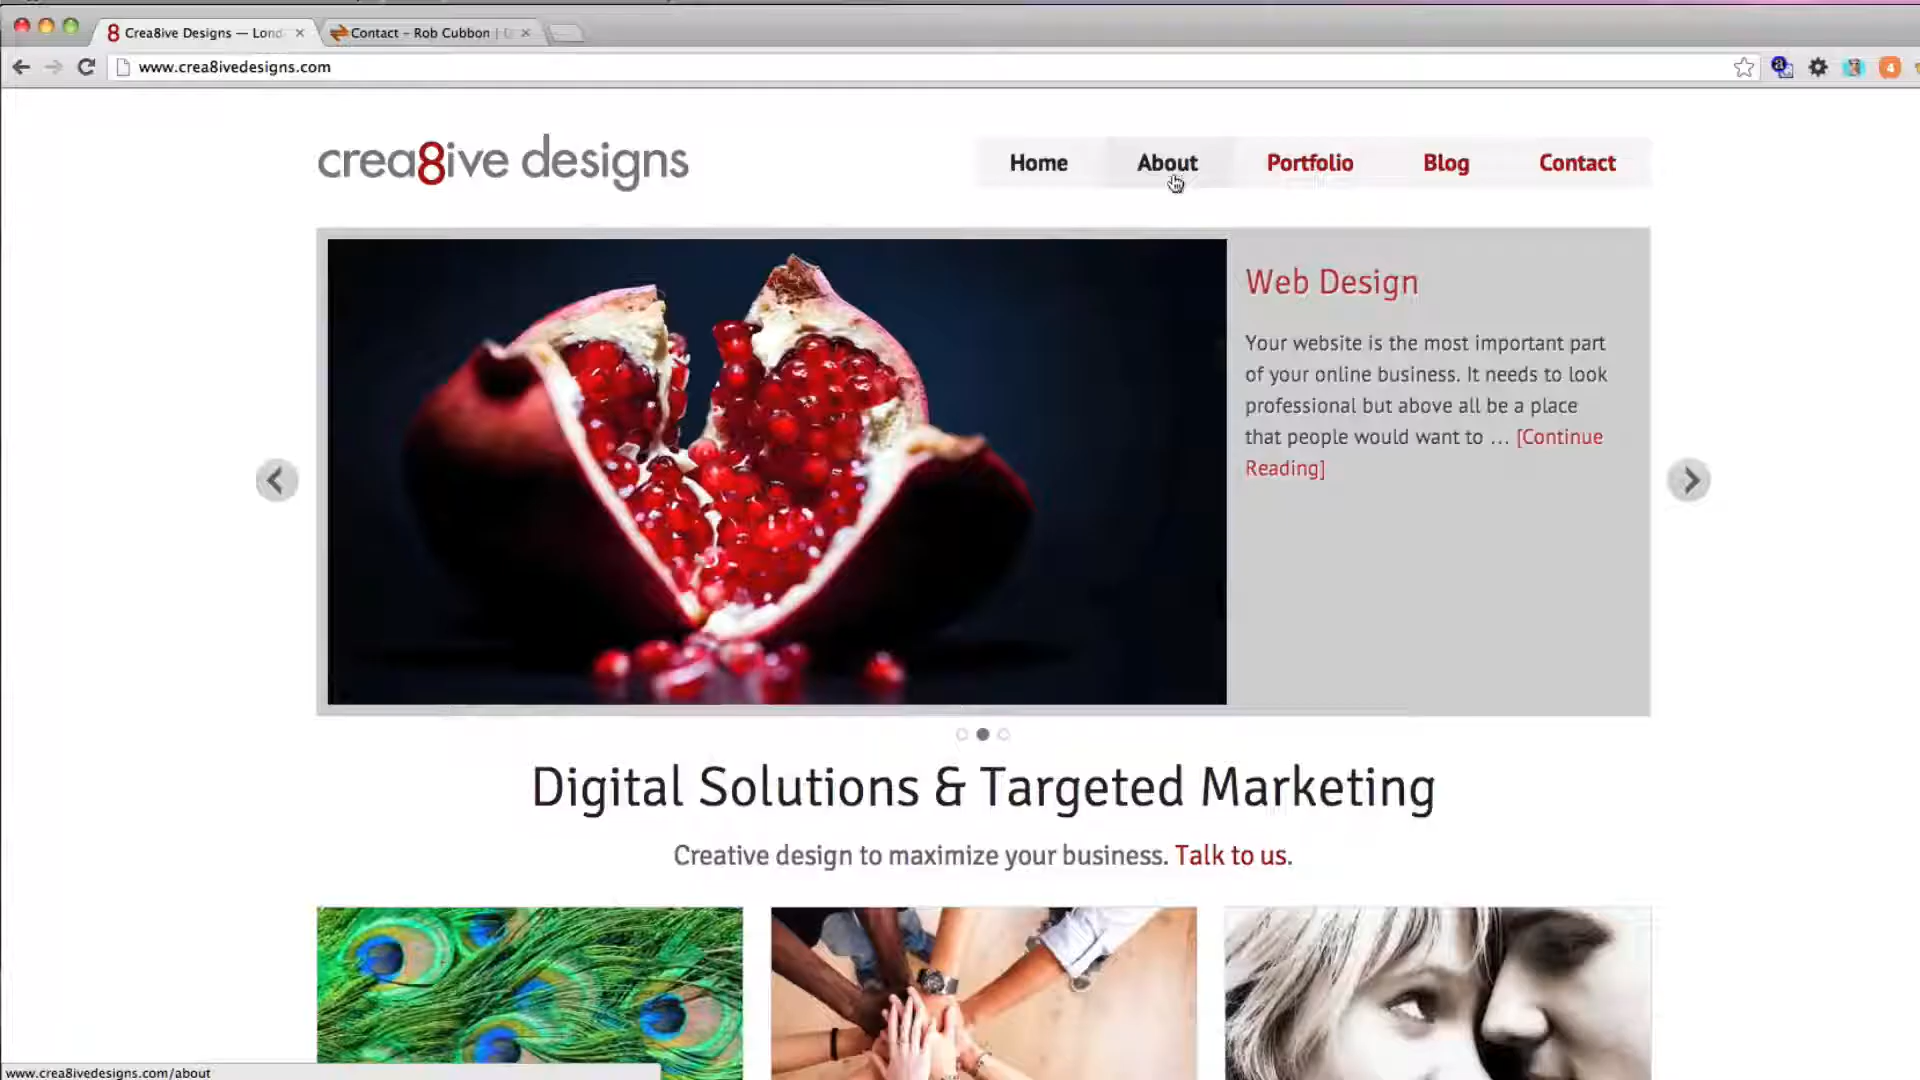 Crea8ive Designs — Lond
Contact – Rob Cubbon |
www.crea8ivedesigns.com
4
crea8ive designs
Home About Portfolio Blog Contact
Web Design
Your website is the most important part
of your online business. It needs to look
professional but above all be a place
that people would want to ... [Continue
Reading]
Digital Solutions & Targeted Marketing
Creative design to maximize your business. Talk to us.
www.crea8ivedesigns.com/about